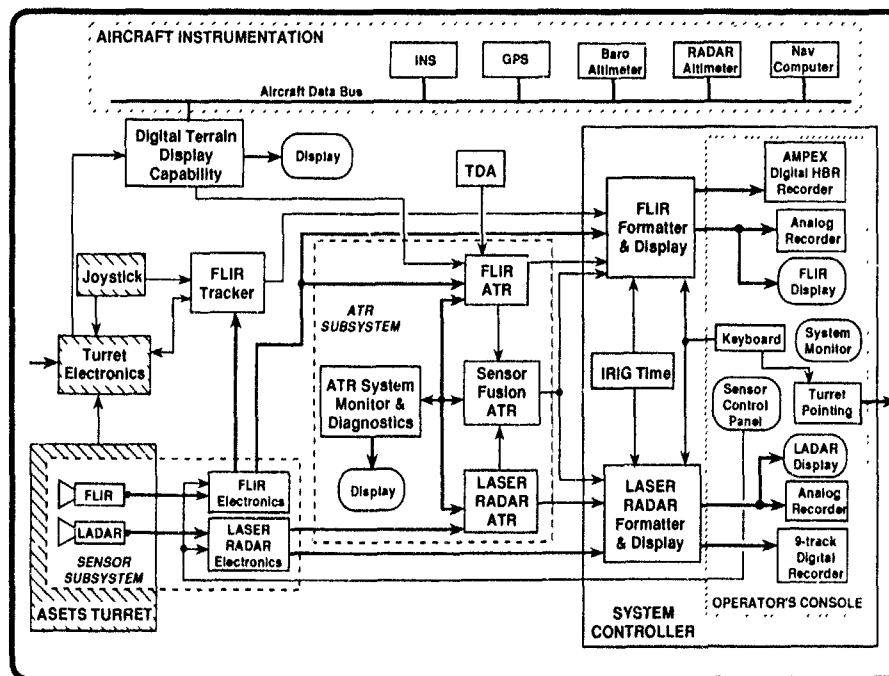 AIRCRAFT INSTRUMENTATION
INS
GPS
Baro
Altimeter
RADAR
Altimeter
Nav
Computer
Aircraft Data Bus
Digital Terrain
Display
Capability
Display
TDA
FLIR
Formatter
& Display
AMPEX
Digital HBR
Recorder
Analog
Recorder
FLIR
Display
Joystick
FLIR
Tracker
FLIR
ATR
ATR
SUBSYSTEM
Turret
Electronics
ATR System
Monitor &
Diagnostics
Sensor
Fusion
ATR
IRIG Time
Keyboard
System
Monitor
Sensor
Control
Panel
Turret
Pointing
Display
LASER
RADAR
ATR
LASER
RADAR
Formatter
& Display
LADAR
Display
Analog
Recorder
9-track
Digital
Recorder
FLIR
LADAR
FLIR
Electronics
LASER
RADAR
Electronics
SENSOR
SUBSYSTEM
ASETS TURRET
SYSTEM
CONTROLLER
OPERATOR'S CONSOLE